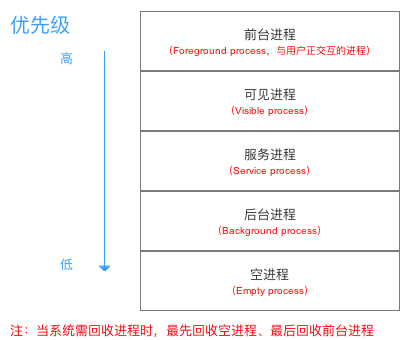 优先级
高
前台进程
(Foreground process，与用户正交互的进程)
可见进程
(Visible process)
服务进程
(Service process)
后台进程
(Background process)
低
空进程
(Empty process)
注：当系统需回收进程时，最先回收空进程、最后回收前台进程